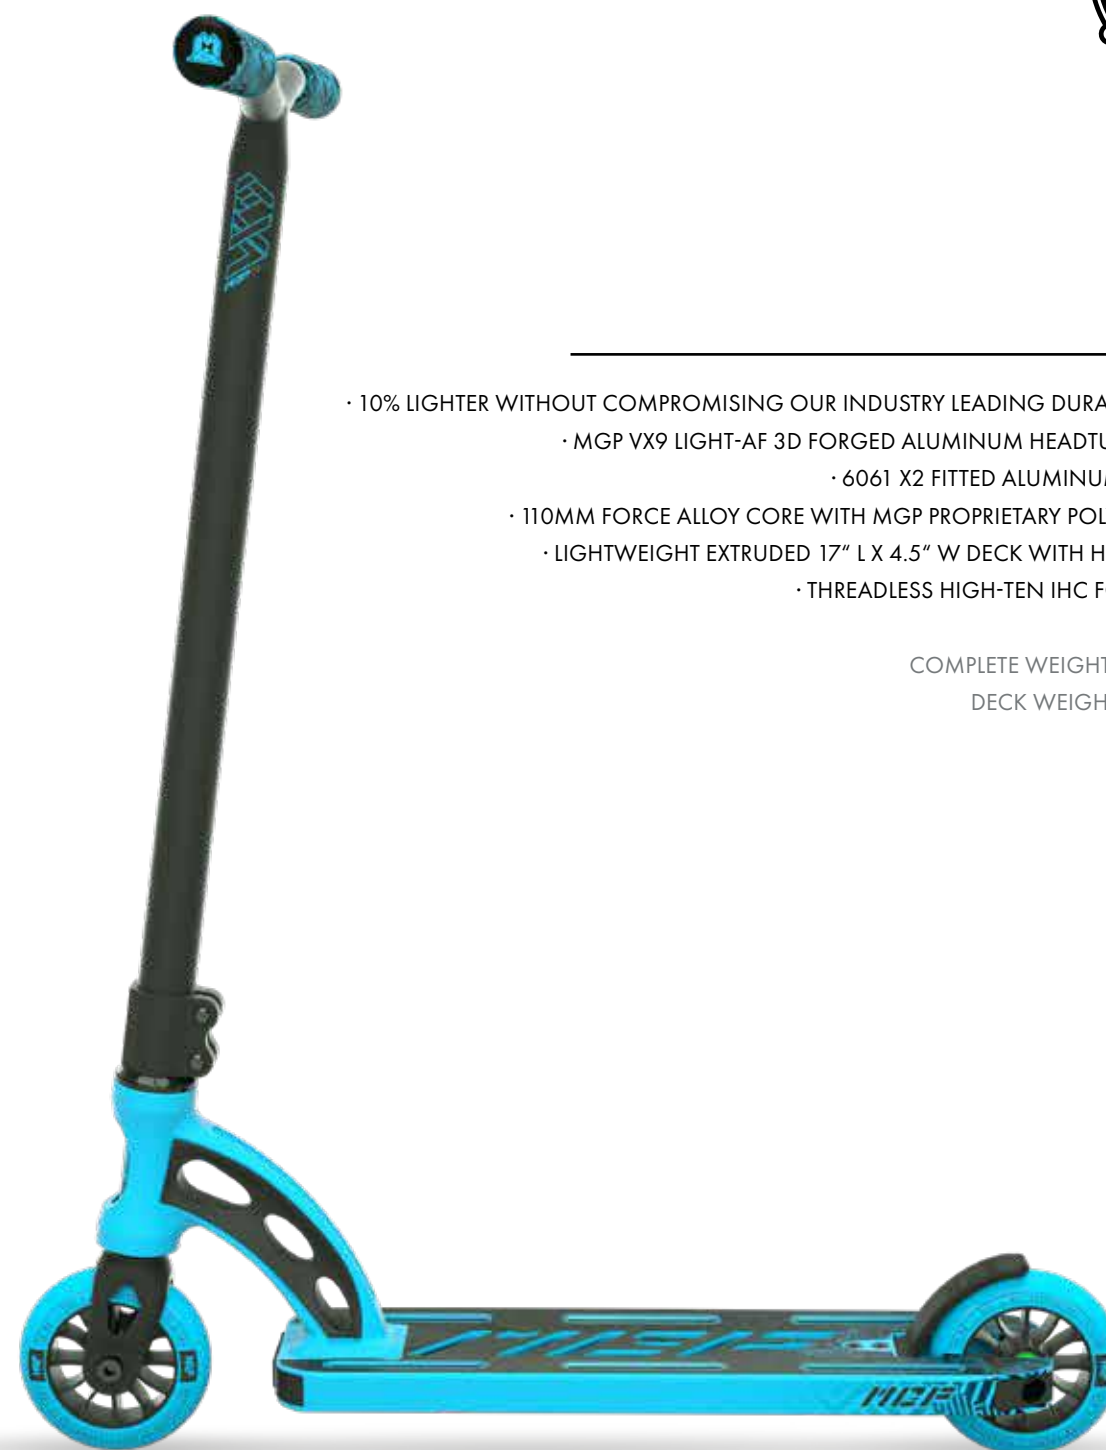 · 10% LIGHTER WITHOUT COMPROMISING OUR INDUSTRY LEADING DURA
· MGP VX9 LIGHT-AF 3D FORGED ALUMINUM HEADTU
· 6061 X2 FITTED ALUMINUM
· 110MM FORCE ALLOY CORE WITH MGP PROPRIETARY POL
· LIGHTWEIGHT EXTRUDED 17“ L X 4.5“ W DECK WITH H
· THREADLESS HIGH-TEN IHC F
COMPLETE WEIGHT
DECK WEIGH
MGP